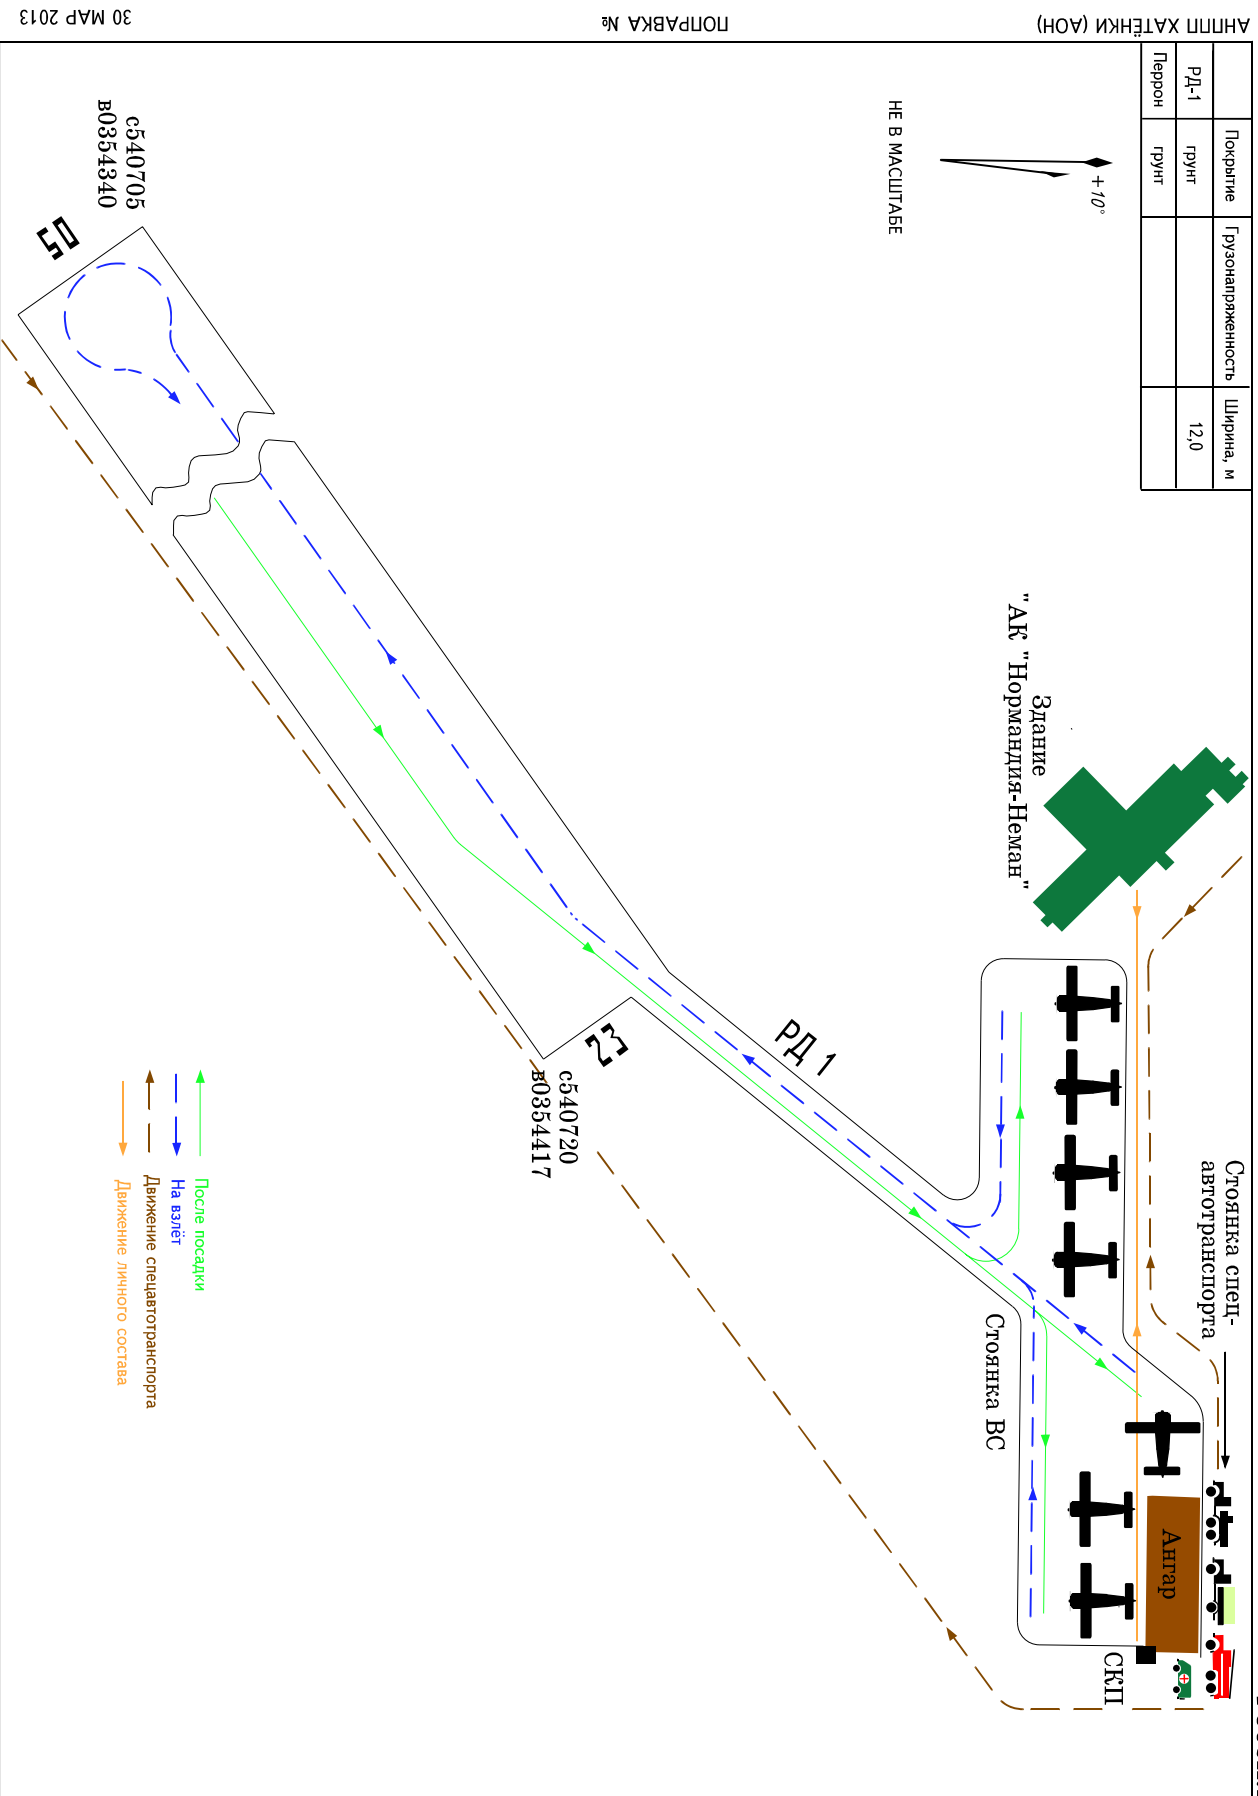 АНППП ХАТЁНКИ (АОН)
ПОПРАВКА №
30 МАР 2013
Покрытие Грузонапряженность Ширина, м
РД-1 грунт 12,0
Перрон грунт
+10°
НЕ В МАСШТАБЕ
Здание
"АК "Нормандия-Неман"
Стоянка спец-
автотранспорта
Ангар
СКП
Стоянка ВС
РД 1
23
с540720
в0354417
с540705
в0354340
05
После посадки
На взлёт
Движение спецавтотранспорта
Движение личного состава